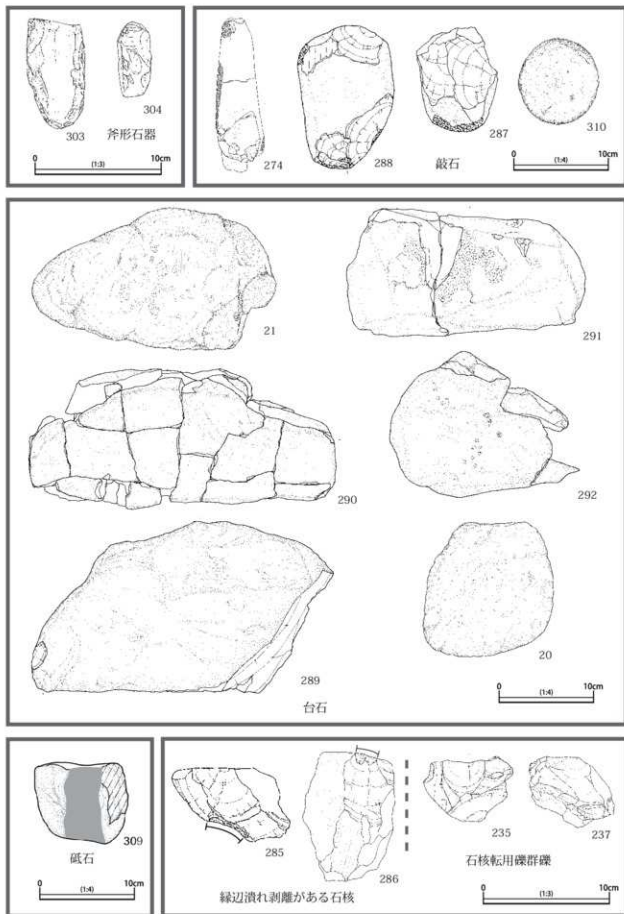 303
304
斧形石器
0 10cm
(1:3)
274
288
287
310
敲石
0 10cm
(1:4)
21
291
290
292
289
20
台石
0 10cm
(1:4)
309
砥石
0 10cm
(1:4)
285
286
縁辺潰れ剥離がある石核
235
237
石核転用礫群礫
0 10cm
(1:3)